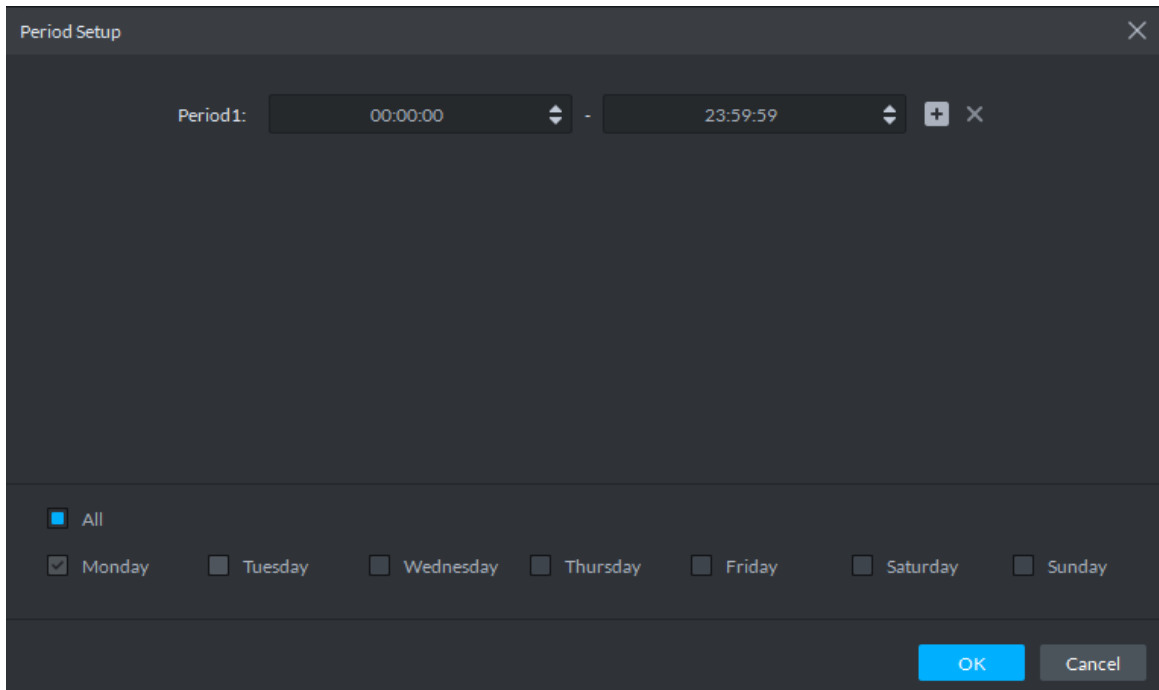 Period Setup
Period1: 00:00:00 - 23:59:59
All
Monday Tuesday Wednesday Thursday Friday Saturday Sunday
OK Cancel